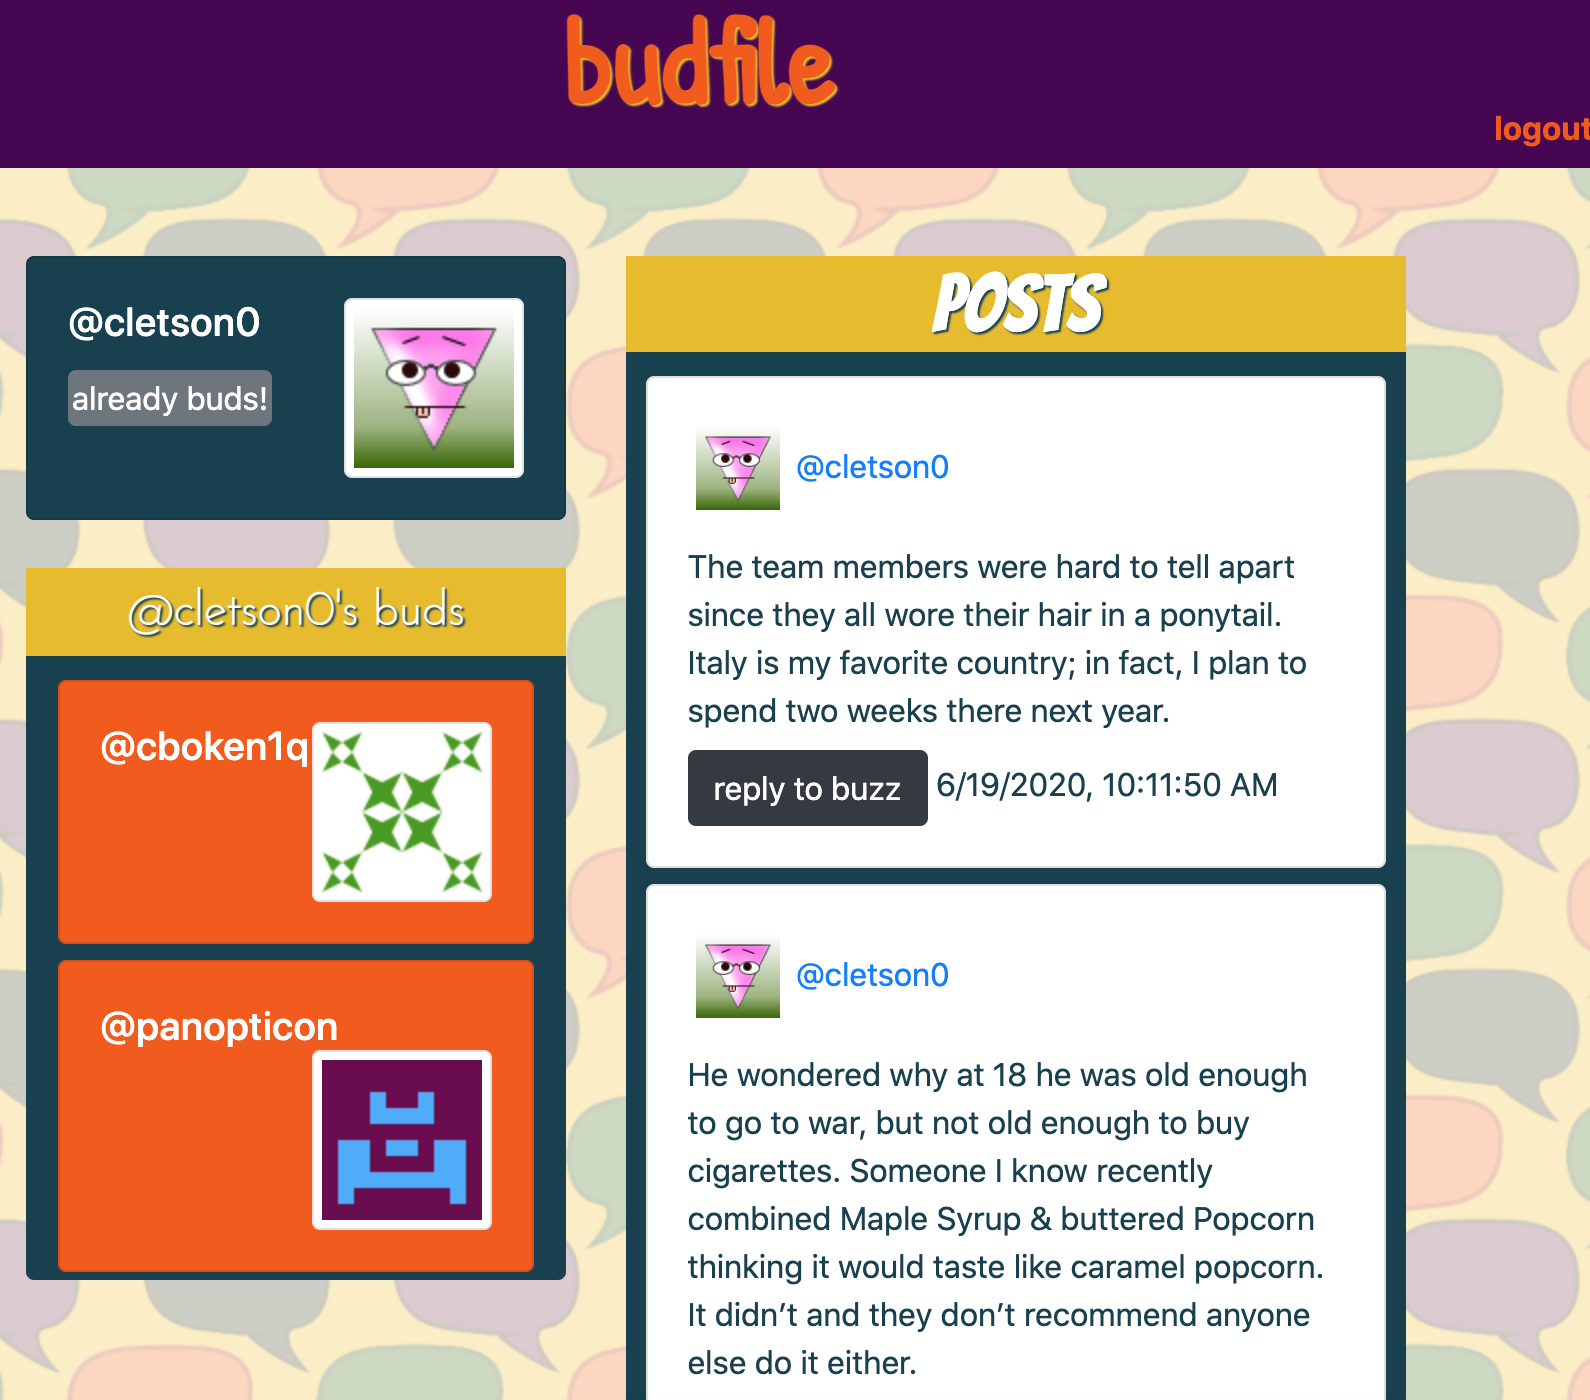 budfile
logout
@cletson0
already buds!
@cletson0's buds
@cboken1q
@panopticon
POSTS
@cletson0
The team members were hard to tell apart
since they all wore their hair in a ponytail.
Italy is my favorite country; in fact, I plan to
spend two weeks there next year.
reply to buzz 6/19/2020, 10:11:50 AM
@cletson0
He wondered why at 18 he was old enough
to go to war, but not old enough to buy
cigarettes. Someone I know recently
combined Maple Syrup & buttered Popcorn
thinking it would taste like caramel popcorn.
It didn’t and they don’t recommend anyone
else do it either.